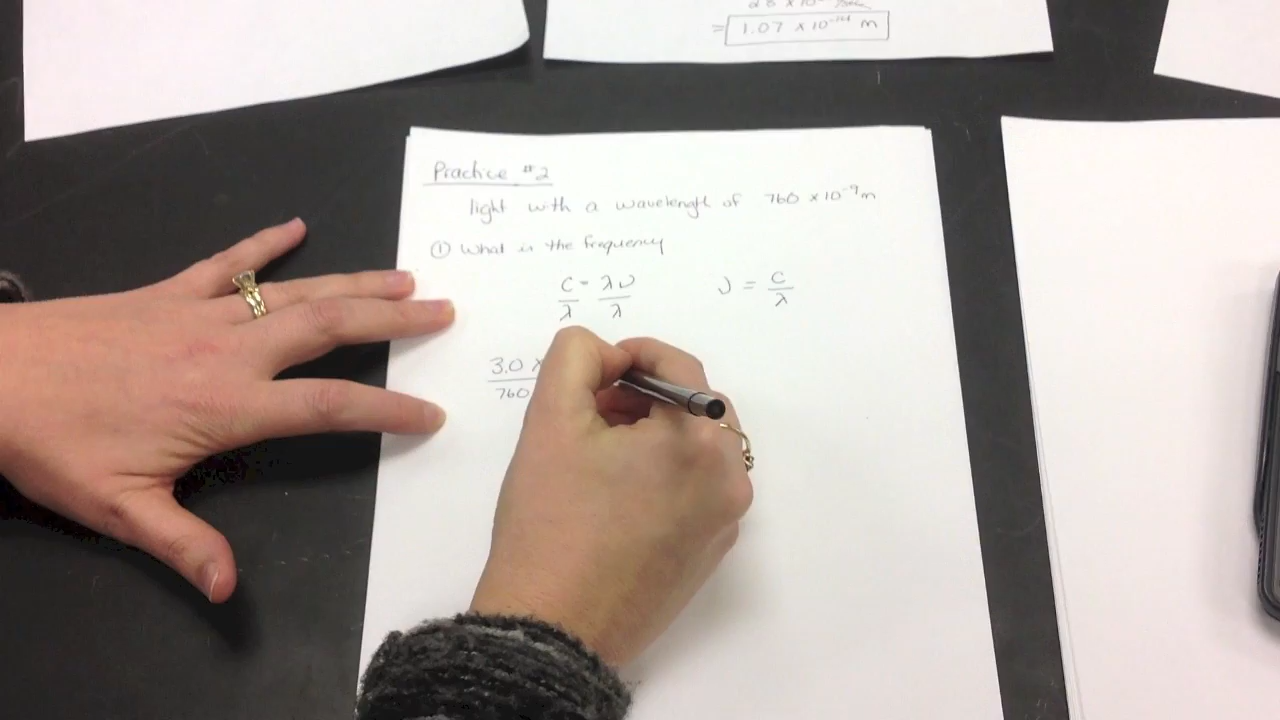 = 1.07 x 10 m
Practice #2
light with a wavelength of 760 x 10⁻⁹ m
① What is the frequency
C = λν ν = C
λ λ λ
3.0 x
760